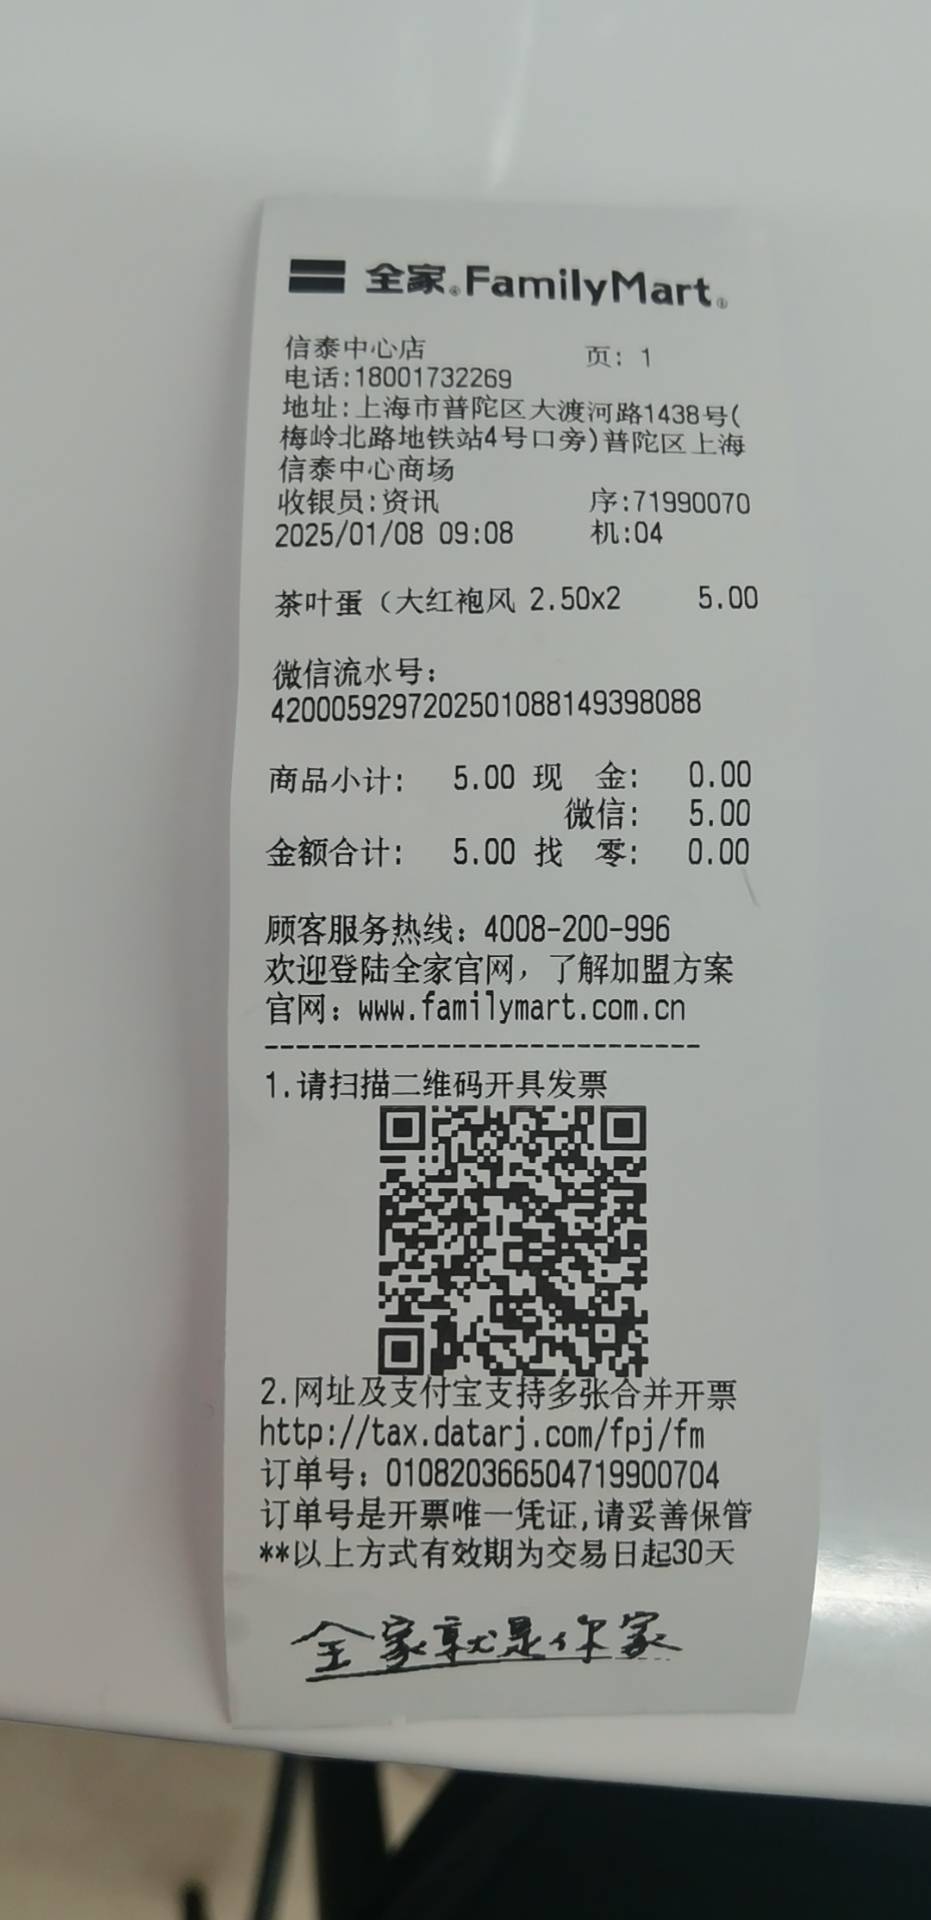 全家 FamilyMart
信泰中心店 页: 1
电话:18001732269
地址:上海市普陀区大渡河路1438号(
梅岭北路地铁站4号口旁)普陀区上海
信泰中心商场
收银员:资讯 序:71990070
2025/01/08 09:08 机:04
茶叶蛋（大红袍风 2.50x2 5.00
微信流水号:
4200059297202501088149398088
商品小计: 5.00 现 金: 0.00
微信: 5.00
金额合计: 5.00 找 零: 0.00
顾客服务热线: 4008-200-996
欢迎登陆全家官网, 了解加盟方案
官网: www.familymart.com.cn
----------------------------
1.请扫描二维码开具发票
2.网址及支付宝支持多张合并开票
http://tax.datarj.com/fpj/fm
订单号: 010820366504719900704
订单号是开票唯一凭证,请妥善保管
**以上方式有效期为交易日起30天
全家就是你家